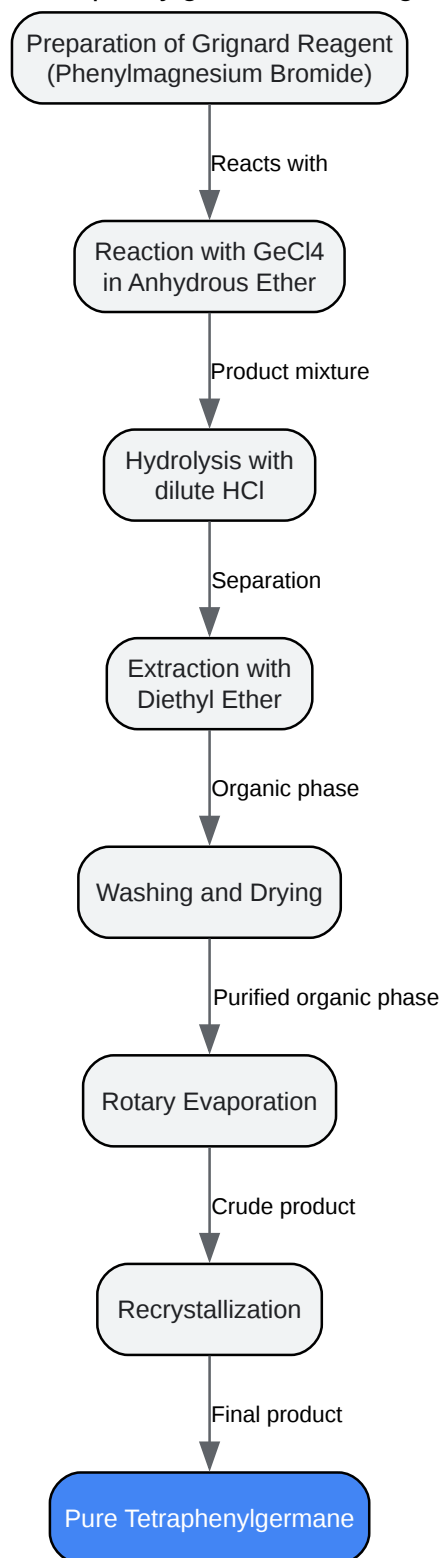 Preparation of Grignard Reagent
(Phenylmagnesium Bromide)
Reacts with
Reaction with GeCl4
in Anhydrous Ether
Product mixture
Hydrolysis with
dilute HCl
Separation
Extraction with
Diethyl Ether
Organic phase
Washing and Drying
Purified organic phase
Rotary Evaporation
Crude product
Recrystallization
Final product
Pure Tetraphenylgermane